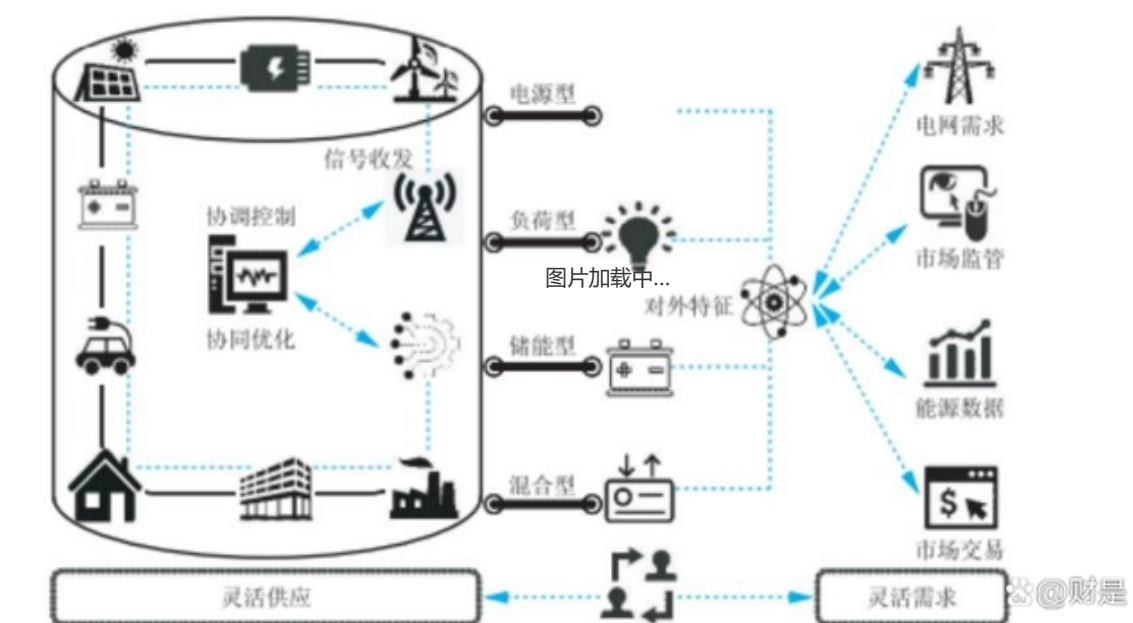 电源型
电网需求
信号收发
协调控制
负荷型
市场监管
图片加载中...
对外特征
协同优化
储能型
能源数据
混合型
市场交易
灵活供应
灵活需求
@财是